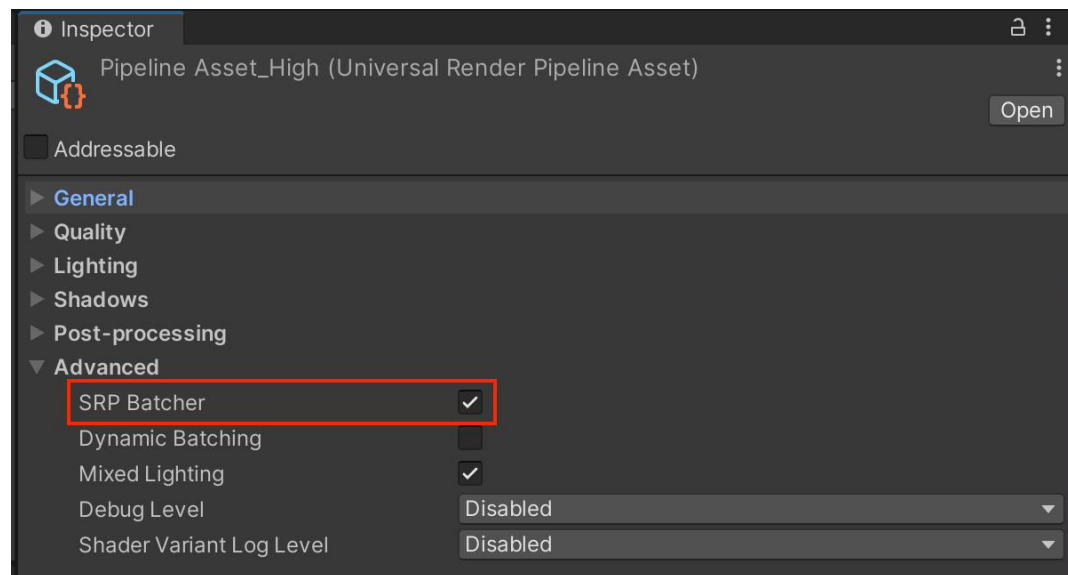 Inspector
Pipeline Asset_High (Universal Render Pipeline Asset)
Open
Addressable
General
Quality
Lighting
Shadows
Post-processing
Advanced
SRP Batcher
Dynamic Batching
Mixed Lighting
Debug Level Disabled
Shader Variant Log Level Disabled